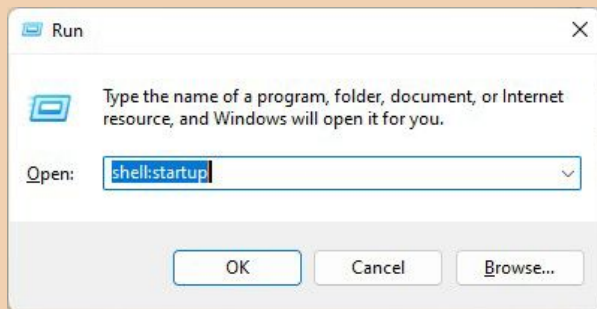 Run
Type the name of a program, folder, document, or Internet
resource, and Windows will open it for you.
Open: shell:startup
OK Cancel Browse...